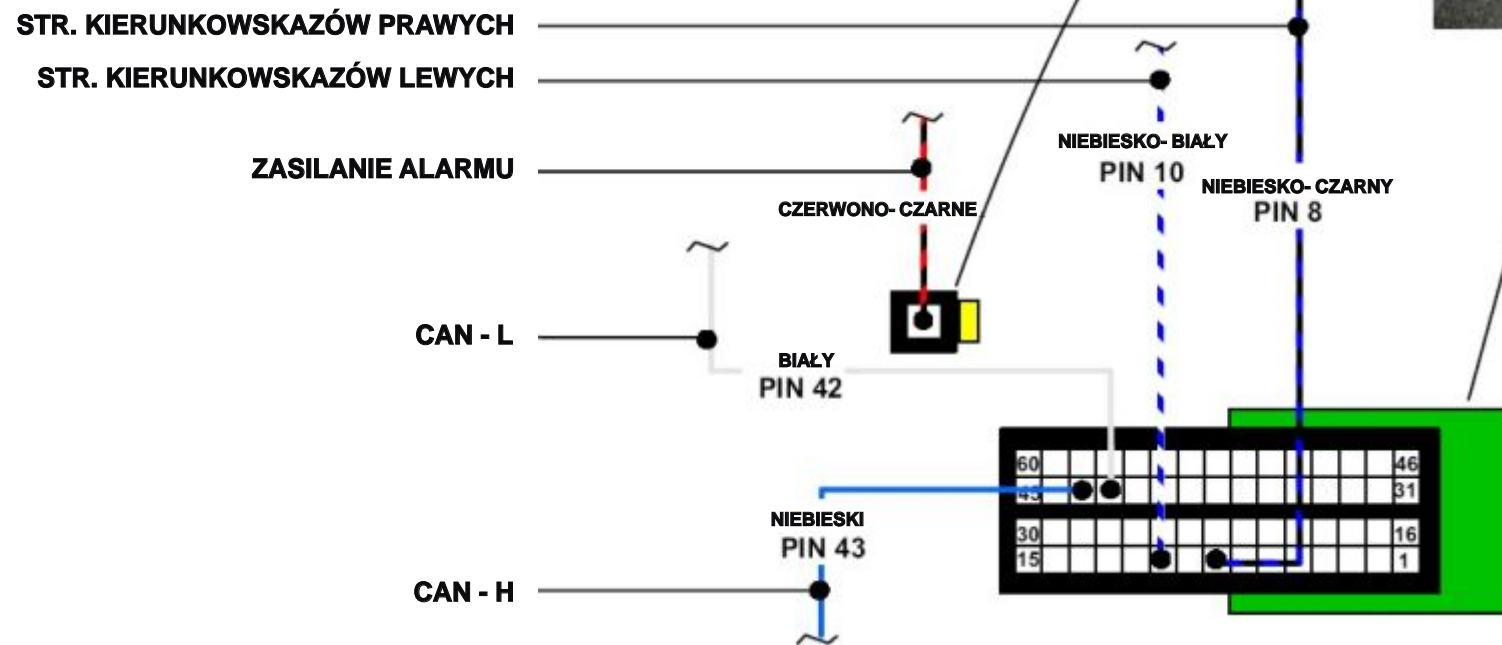 STR. KIERUNKOWSKAZÓW PRAWYCH
STR. KIERUNKOWSKAZÓW LEWYCH
ZASILANIE ALARMU
NIEBIESKO- BIAŁY
PIN 10
NIEBIESKO- CZARNY
PIN 8
CZERWONO- CZARNE
CAN - L
BIAŁY
PIN 42
60
46
45
31
NIEBIESKI
PIN 43
30
16
15
1
CAN - H